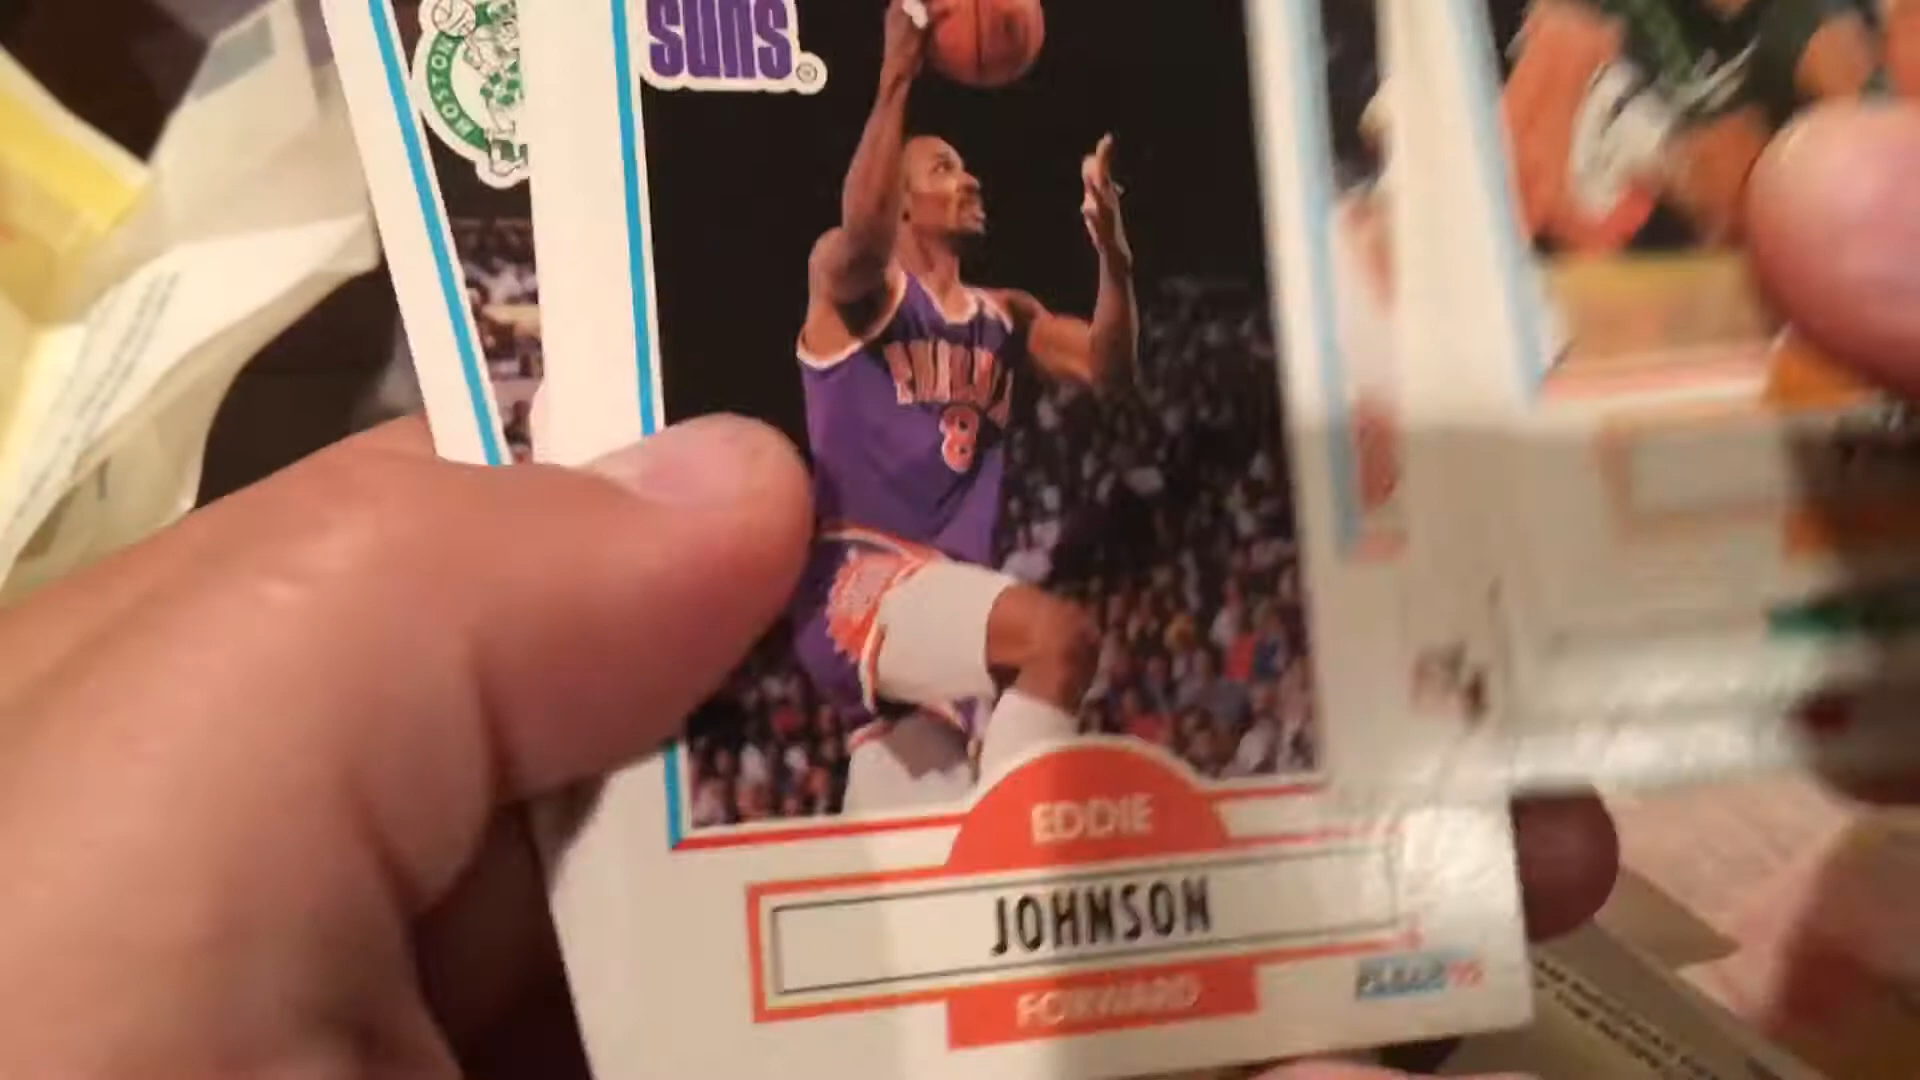 BOSTON
suns
PHOENIX
8
EDDIE
JOHNSON
FORWARD
FLEER '90